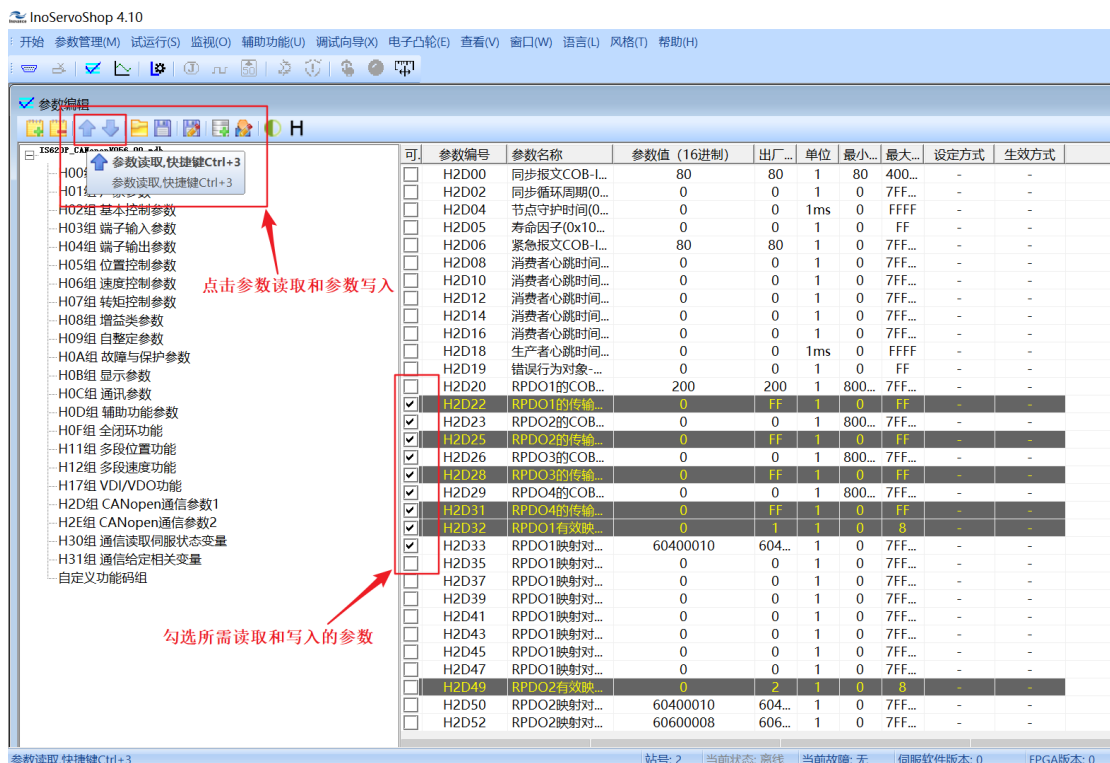 InoServoShop 4.10
开始 参数管理(M) 试运行(S) 监视(O) 辅助功能(U) 调试向导(X) 电子凸轮(E) 查看(V) 窗口(W) 语言(L) 风格(T) 帮助(H)
参数编辑
H
参数读取,快捷键Ctrl+3
参数读取,快捷键Ctrl+3
H02组 基本控制参数
H03组 端子输入参数
H04组 端子输出参数
H05组 位置控制参数
H06组 速度控制参数
H07组 转矩控制参数
H08组 增益类参数
H09组 自整定参数
H0A组 故障与保护参数
H0B组 显示参数
H0C组 通讯参数
H0D组 辅助功能参数
H0F组 全闭环功能
H11组 多段位置功能
H12组 多段速度功能
H17组 VDI/VDO功能
H2D组 CANopen通信参数1
H2E组 CANopen通信参数2
H30组 通信读取伺服状态变量
H31组 通信给定相关变量
自定义功能码组
点击参数读取和参数写入
勾选所需读取和写入的参数
可. 参数编号 参数名称 参数值（16进制） 出厂... 单位 最小... 最大... 设定方式 生效方式
H2D00 同步报文COB-I... 80 80 1 80 400... - -
H2D02 同步循环周期(0... 0 0 1 0 7FF... - -
H2D04 节点守护时间(0... 0 0 1ms 0 FFFF - -
H2D05 寿命因子(0x10... 0 0 1 0 FF - -
H2D06 紧急报文COB-I... 80 80 1 0 7FF... - -
H2D08 消费者心跳时间... 0 0 1 0 7FF... - -
H2D10 消费者心跳时间... 0 0 1 0 7FF... - -
H2D12 消费者心跳时间... 0 0 1 0 7FF... - -
H2D14 消费者心跳时间... 0 0 1 0 7FF... - -
H2D16 消费者心跳时间... 0 0 1 0 7FF... - -
H2D18 生产者心跳时间... 0 0 1ms 0 FFFF - -
H2D19 错误行为对象-... 0 0 1 0 FF - -
H2D20 RPDO1的COB... 200 200 1 800... 7FF... - -
H2D22 RPDO1的传输... 0 FF 1 0 FF - -
H2D23 RPDO2的COB... 0 0 1 800... 7FF... - -
H2D25 RPDO2的传输... 0 FF 1 0 FF - -
H2D26 RPDO3的COB... 0 0 1 800... 7FF... - -
H2D28 RPDO3的传输... 0 FF 1 0 FF - -
H2D29 RPDO4的COB... 0 0 1 800... 7FF... - -
H2D31 RPDO4的传输... 0 FF 1 0 FF - -
H2D32 RPDO1有效映... 0 1 1 0 8 - -
H2D33 RPDO1映射对... 60400010 604... 1 0 7FF... - -
H2D35 RPDO1映射对... 0 0 1 0 7FF... - -
H2D37 RPDO1映射对... 0 0 1 0 7FF... - -
H2D39 RPDO1映射对... 0 0 1 0 7FF... - -
H2D41 RPDO1映射对... 0 0 1 0 7FF... - -
H2D43 RPDO1映射对... 0 0 1 0 7FF... - -
H2D45 RPDO1映射对... 0 0 1 0 7FF... - -
H2D47 RPDO1映射对... 0 0 1 0 7FF... - -
H2D49 RPDO2有效映... 0 2 1 0 8 - -
H2D50 RPDO2映射对... 60400010 604... 1 0 7FF... - -
H2D52 RPDO2映射对... 60600008 606... 1 0 7FF... - -
参数读取,快捷键Ctrl+3 站号: 2 当前状态: 离线 当前故障: 无 伺服软件版本: 0 FPGA版本: 0